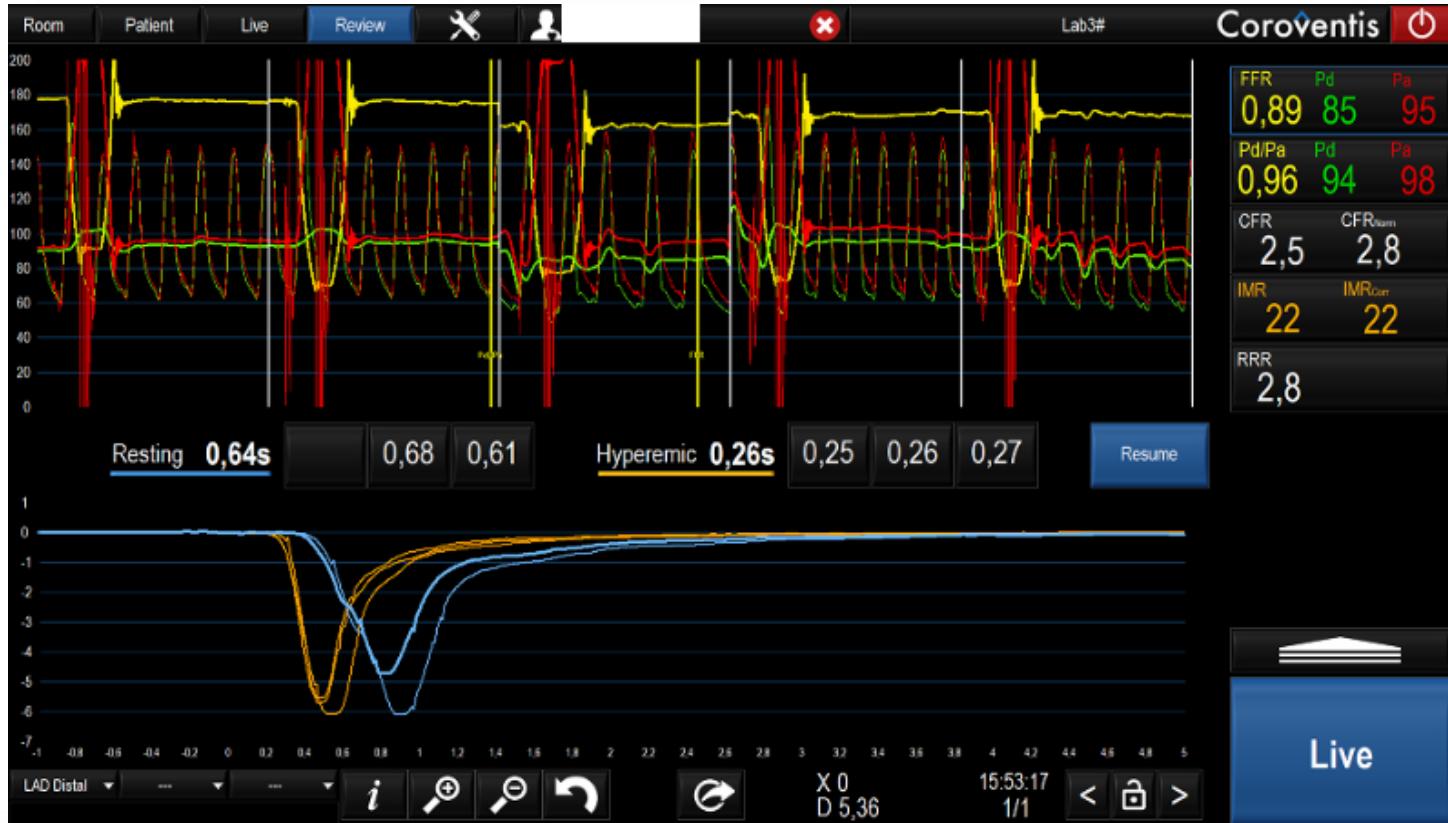 Room Patient Live Review Lab3# Coroventis
200
180
160
140
120
100
80
60
40
20
0
FFR Pd Pa
0,89 85 95
Pd/Pa Pd Pa
0,96 94 98
CFR CFRNorm
2,5 2,8
IMR IMRCorr
22 22
RRR
2,8
Pd/Pa FFR
Resting 0,64s 0,68 0,61 Hyperemic 0,26s 0,25 0,26 0,27 Resume
1
0
-1
-2
-3
-4
-5
-6
-7
-1 -0.8 -0.6 -0.4 -0.2 0 0.2 0.4 0.6 0.8 1 1.2 1.4 1.6 1.8 2 2.2 2.4 2.6 2.8 3 3.2 3.4 3.6 3.8 4 4.2 4.4 4.6 4.8 5
Live
LAD Distal --- --- i X 0 15:53:17 < >
D 5,36 1/1